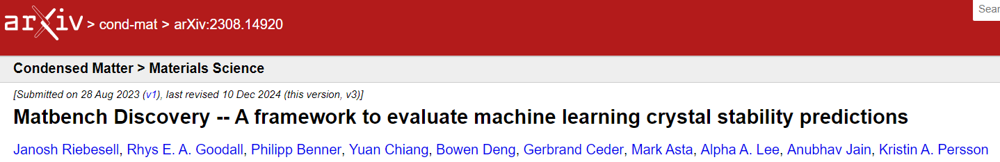 arXiv > cond-mat > arXiv:2308.14920
Sear
Condensed Matter > Materials Science
[Submitted on 28 Aug 2023 (v1), last revised 10 Dec 2024 (this version, v3)]
Matbench Discovery -- A framework to evaluate machine learning crystal stability predictions
Janosh Riebesell, Rhys E. A. Goodall, Philipp Benner, Yuan Chiang, Bowen Deng, Gerbrand Ceder, Mark Asta, Alpha A. Lee, Anubhav Jain, Kristin A. Persson